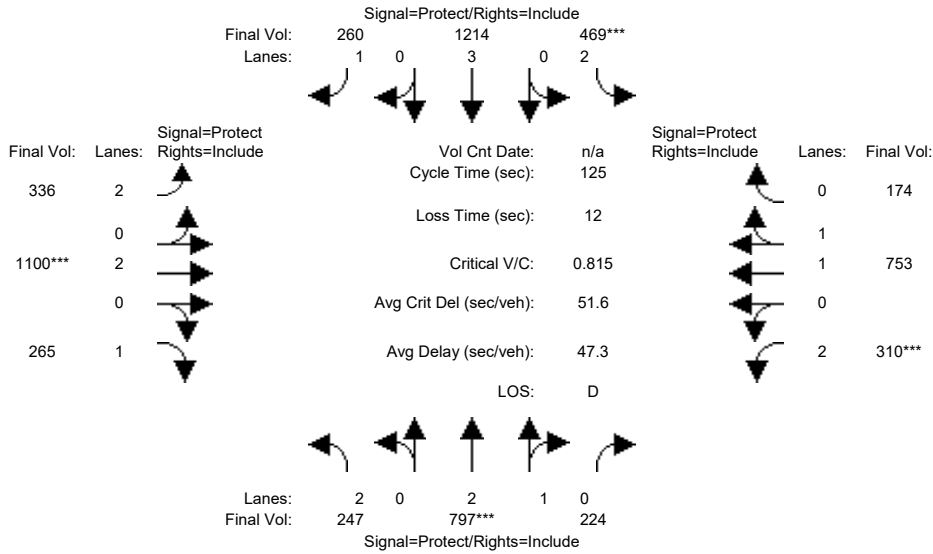 Signal=Protect/Rights=Include
Final Vol: 260 1214 469***
Lanes: 1 0 3 0 2
Signal=Protect Signal=Protect
Final Vol: Lanes: Rights=Include Vol Cnt Date: n/a Rights=Include Lanes: Final Vol:
Cycle Time (sec): 125
336 2 0 174
Loss Time (sec): 12
0 1
1100*** 2 Critical V/C: 0.815 1 753
0 Avg Crit Del (sec/veh): 51.6 0
265 1 Avg Delay (sec/veh): 47.3 2 310***
LOS: D
Lanes: 2 0 2 1 0
Final Vol: 247 797*** 224
Signal=Protect/Rights=Include